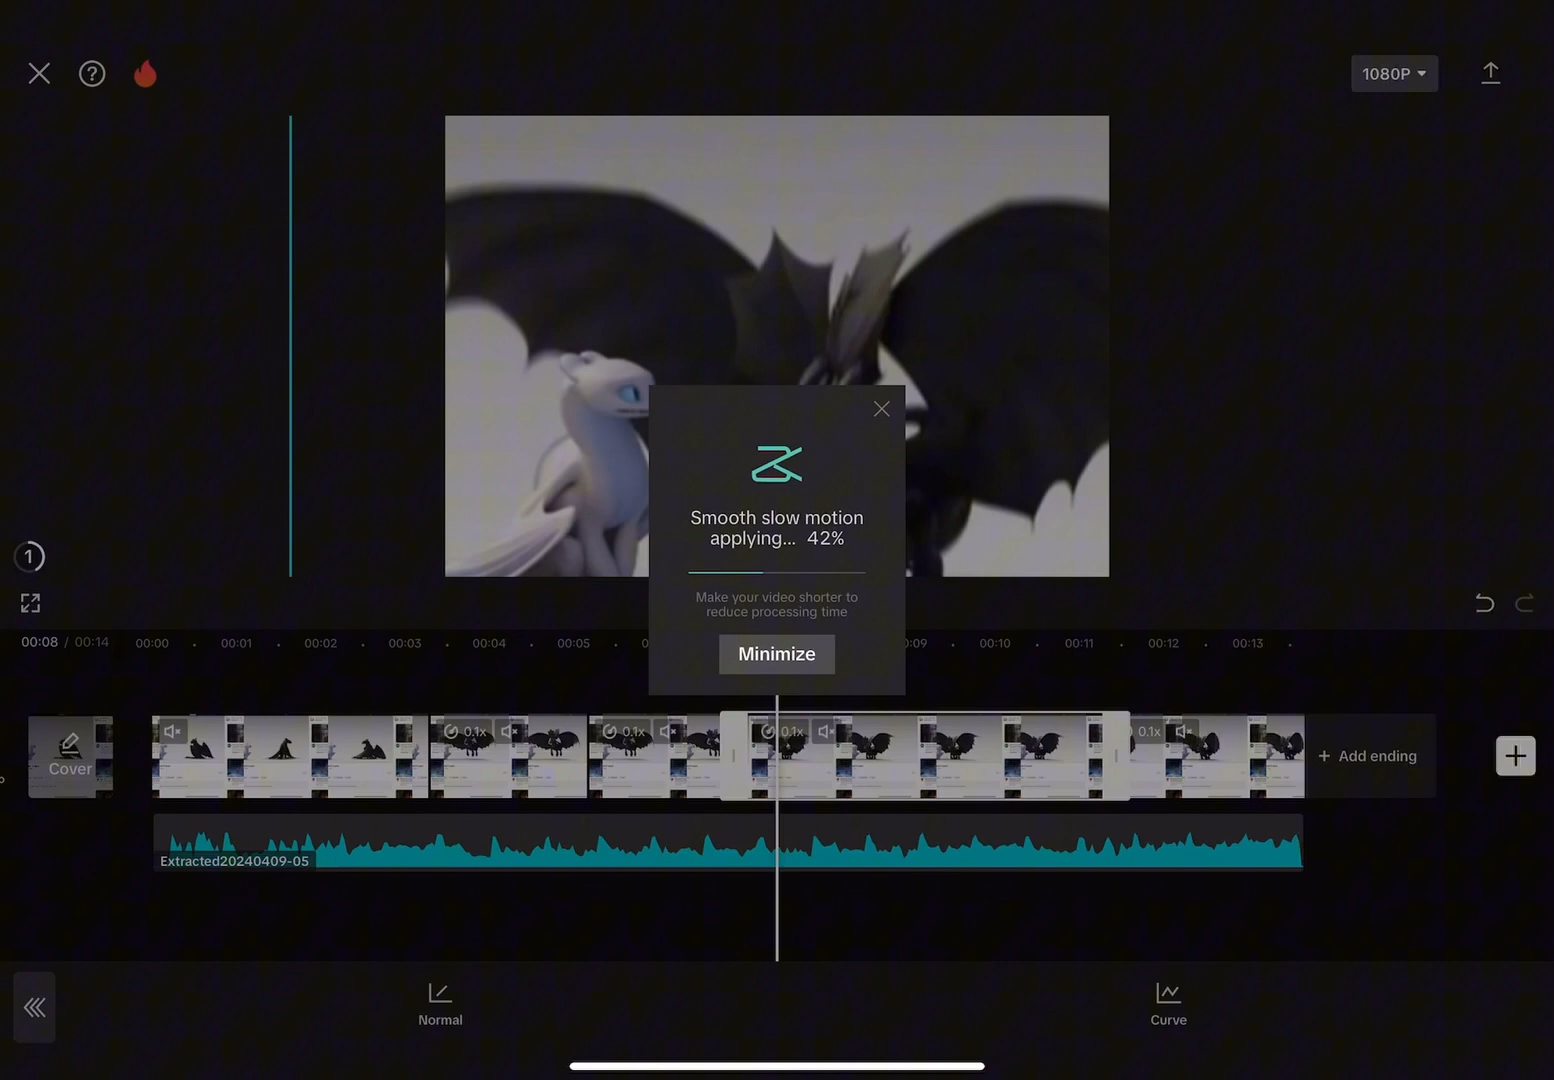 1080P
1
Smooth slow motion
applying... 42%
Make your video shorter to
reduce processing time
Minimize
00:08 / 00:14
00:00
00:01
00:02
00:03
00:04
00:05
0
:09
00:10
00:11
00:12
00:13
Cover
0.1x
0.1x
0.1x
0.1x
+ Add ending
Extracted20240409-05
Normal
Curve